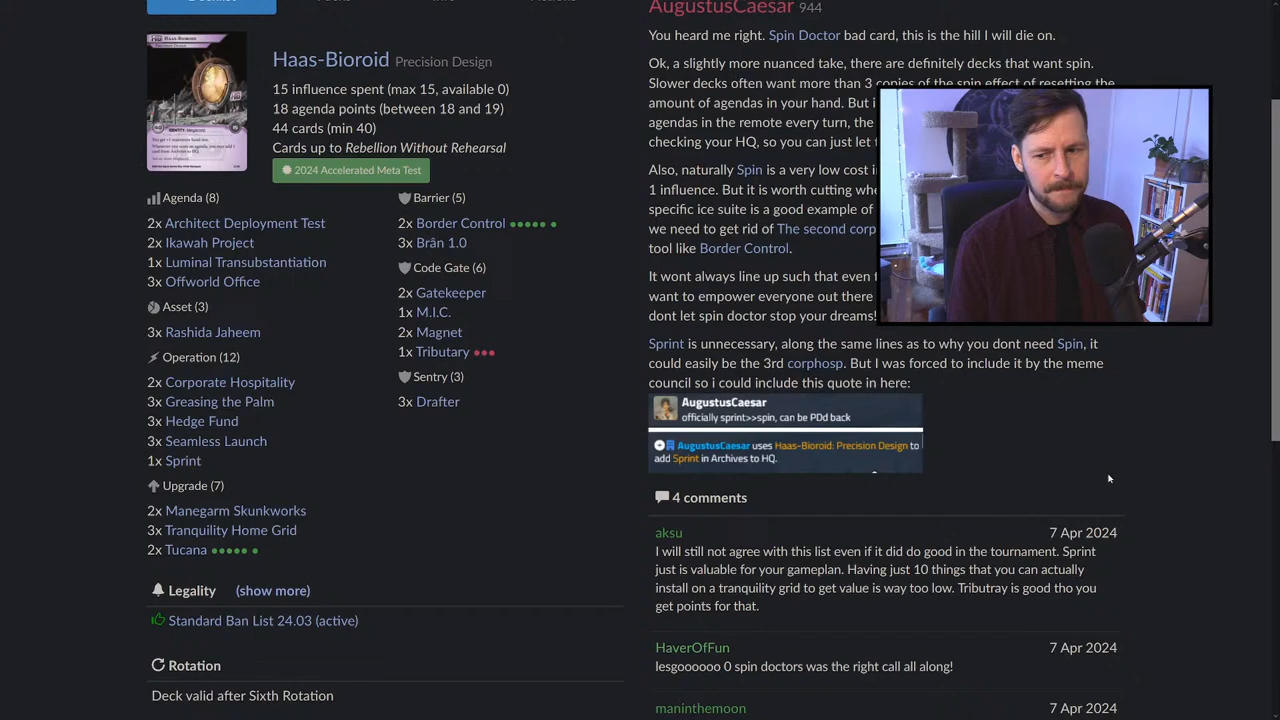 AugustusCaesar 944
Haas-Bioroid Precision Design
15 influence spent (max 15, available 0)
18 agenda points (between 18 and 19)
44 cards (min 40)
Cards up to Rebellion Without Rehearsal
2024 Accelerated Meta Test
Agenda (8)
2x Architect Deployment Test
2x Ikawah Project
1x Luminal Transubstantiation
3x Offworld Office
Asset (3)
3x Rashida Jaheem
Operation (12)
2x Corporate Hospitality
3x Greasing the Palm
3x Hedge Fund
3x Seamless Launch
1x Sprint
Upgrade (7)
2x Manegarm Skunkworks
3x Tranquility Home Grid
2x Tucana
Barrier (5)
2x Border Control
3x Brân 1.0
Code Gate (6)
2x Gatekeeper
1x M.I.C.
2x Magnet
1x Tributary
Sentry (3)
3x Drafter
Legality (show more)
Standard Ban List 24.03 (active)
Rotation
Deck valid after Sixth Rotation
You heard me right. Spin Doctor bad card, this is the hill I will die on.
Ok, a slightly more nuanced take, there are definitely decks that want spin.
Slower decks often want more than 3 copies of the spin effect of resetting the
amount of agendas in your hand. But i
agendas in the remote every turn, the
checking your HQ, so you can just let t
Also, naturally Spin is a very low cost i
1 influence. But it is worth cutting whe
specific ice suite is a good example of
we need to get rid of The second corp
tool like Border Control.
It wont always line up such that even t
want to empower everyone out there
dont let spin doctor stop your dreams!
Sprint is unnecessary, along the same lines as to why you dont need Spin, it
could easily be the 3rd corphosp. But I was forced to include it by the meme
council so i could include this quote in here:
AugustusCaesar
officially sprint>>spin, can be PDd back
AugustusCaesar uses Haas-Bioroid: Precision Design to
add Sprint in Archives to HQ.
4 comments
aksu 7 Apr 2024
I will still not agree with this list even if it did do good in the tournament. Sprint
just is valuable for your gameplan. Having just 10 things that you can actually
install on a tranquility grid to get value is way too low. Tributray is good tho you
get points for that.
HaverOfFun 7 Apr 2024
lesgoooooo 0 spin doctors was the right call all along!
maninthemoon 7 Apr 2024